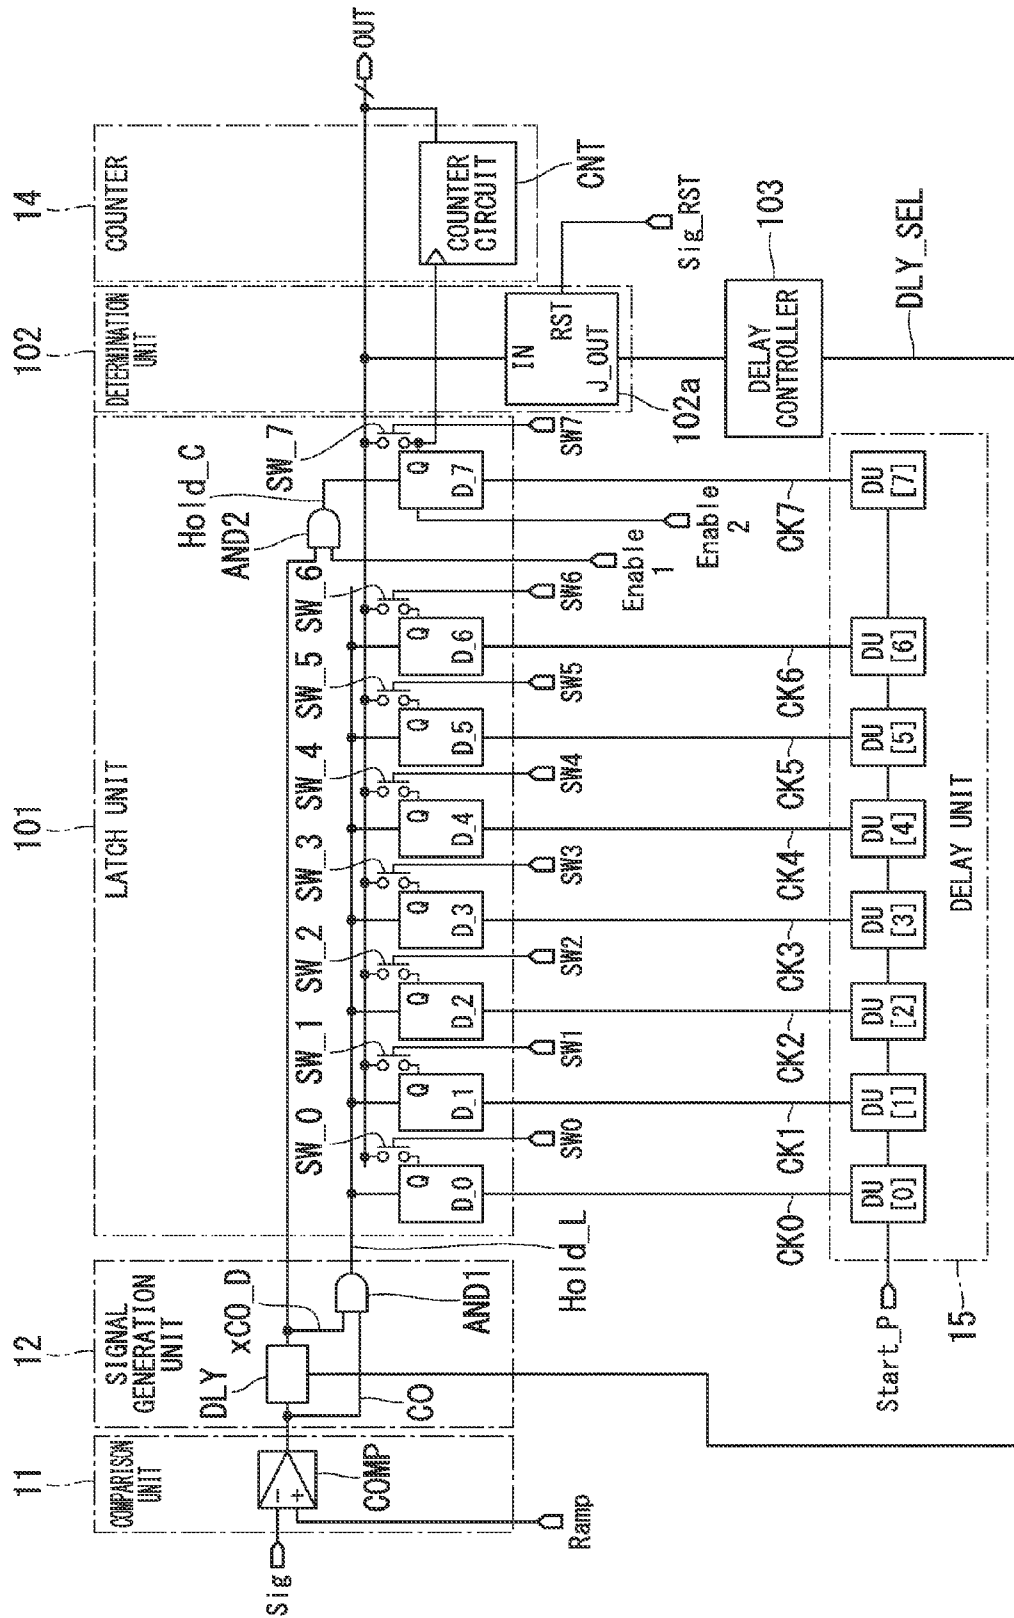 11
COMPARISON
UNIT
Sig
COMP
Ramp
12
SIGNAL
GENERATION
UNIT
DLY
xCO_D
CO
AND1
Hold_L
101
LATCH UNIT
SW_0
SW_1
SW_2
SW_3
SW_4
SW_5
SW_6
AND2
Hold_C
SW_7
Q
D_0
Q
D_1
Q
D_2
Q
D_3
Q
D_4
Q
D_5
Q
D_6
Q
D_7
SW0
SW1
SW2
SW3
SW4
SW5
SW6
Enable
1
Enable
2
SW7
102
DETERMINATION
UNIT
IN
RST
J_OUT
102a
Sig_RST
14
COUNTER
COUNTER
CIRCUIT
CNT
OUT
DELAY
CONTROLLER
103
DLY_SEL
CK0
CK1
CK2
CK3
CK4
CK5
CK6
CK7
Start_P
15
DU
[0]
DU
[1]
DU
[2]
DU
[3]
DU
[4]
DU
[5]
DU
[6]
DU
[7]
DELAY UNIT